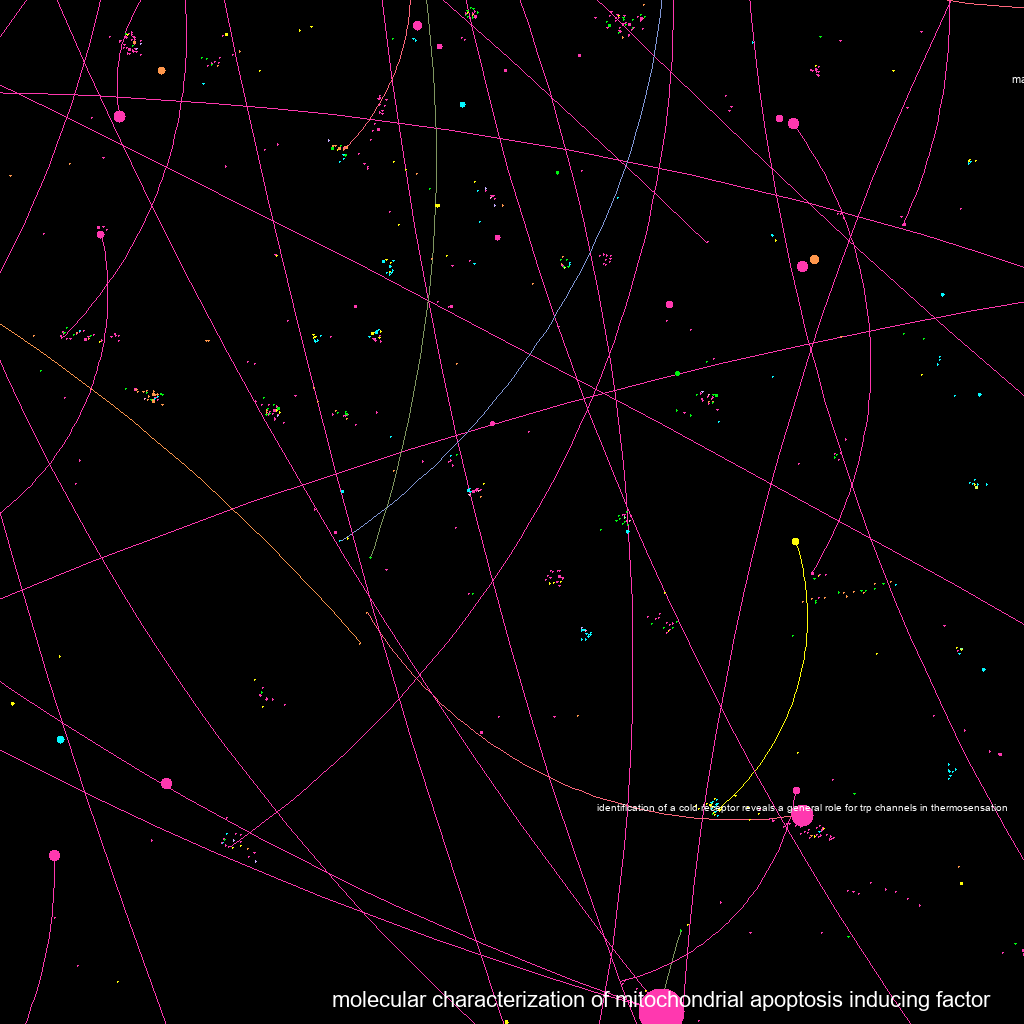 ma
identification of a cold receptor reveals a general role for trp channels in thermosensation
molecular characterization of mitochondrial apoptosis inducing factor